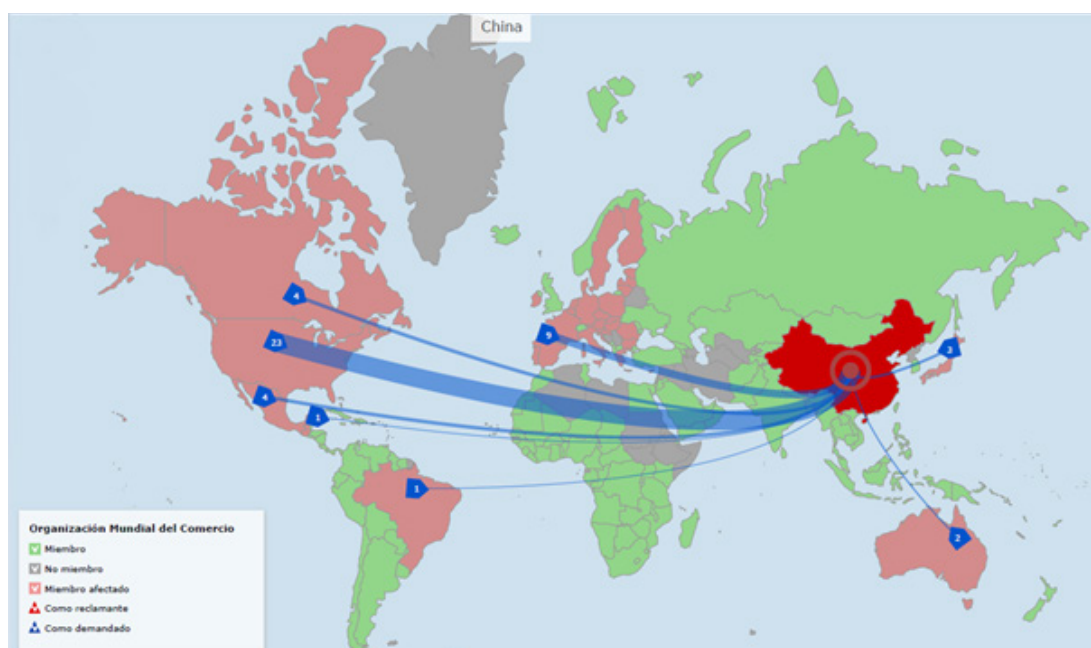 China
4
23
9
3
4
1
1
2
Organización Mundial del Comercio
Miembro
No miembro
Miembro afectado
Como reclamante
Como demandado